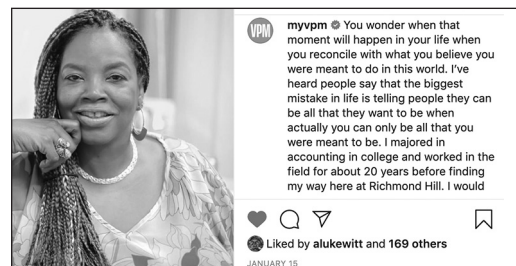 VPM
myvpm You wonder when that
moment will happen in your life when
you reconcile with what you believe you
were meant to do in this world. I've
heard people say that the biggest
mistake in life is telling people they can
be all that they want to be when
actually you can only be all that you
were meant to be. I majored in
accounting in college and worked in the
field for about 20 years before finding
my way here at Richmond Hill. I would
Liked by alukewitt and 169 others
JANUARY 15